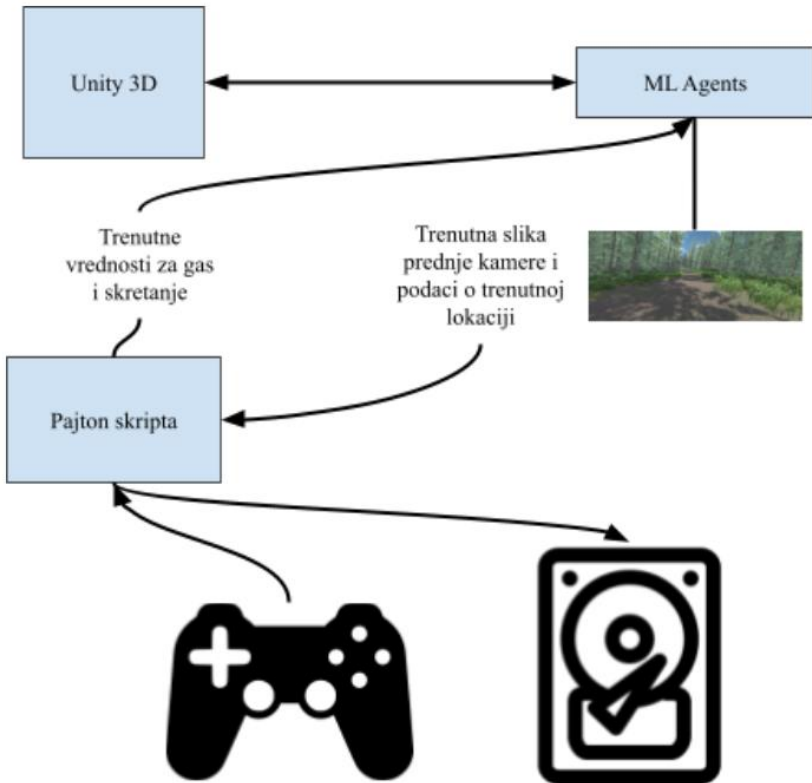 Unity 3D
ML Agents
Trenutne
vrednosti za gas
i skretanje
Trenutna slika
prednje kamere i
podaci o trenutnoj
lokaciji
Pajton skripta